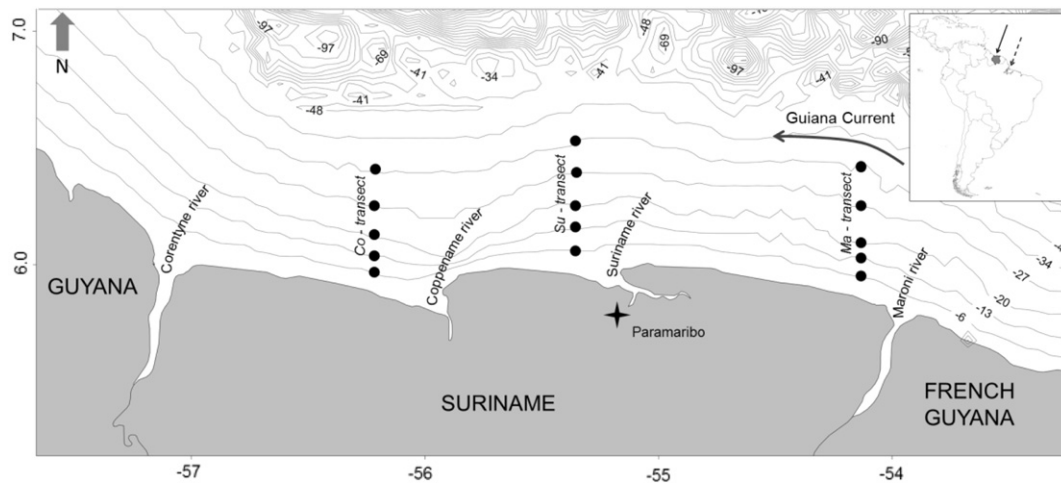 7.0
N
-97
-97
-69
-41
-34
-41
-48
-41
-48
-69
-97
-90
-41
Guiana Current
Co - transect
Su - transect
Ma - transect
Corentyne river
Coppename river
Suriname river
Maroni river
6.0
GUYANA
Paramaribo
SURINAME
FRENCH
GUYANA
-34
-27
-20
-13
-6
-57
-56
-55
-54